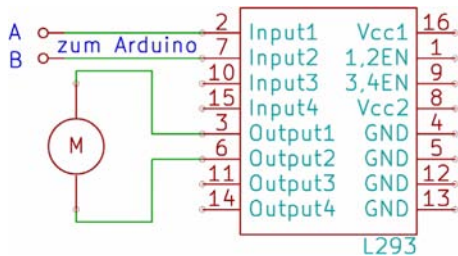 A 2 Input1 Vcc1 16
zum Arduino
B 7 Input2 1,2EN 1
10 Input3 3,4EN 9
15 Input4 Vcc2 8
3 Output1 GND 4
M 6 Output2 GND 5
11 Output3 GND 12
14 Output4 GND 13
L293